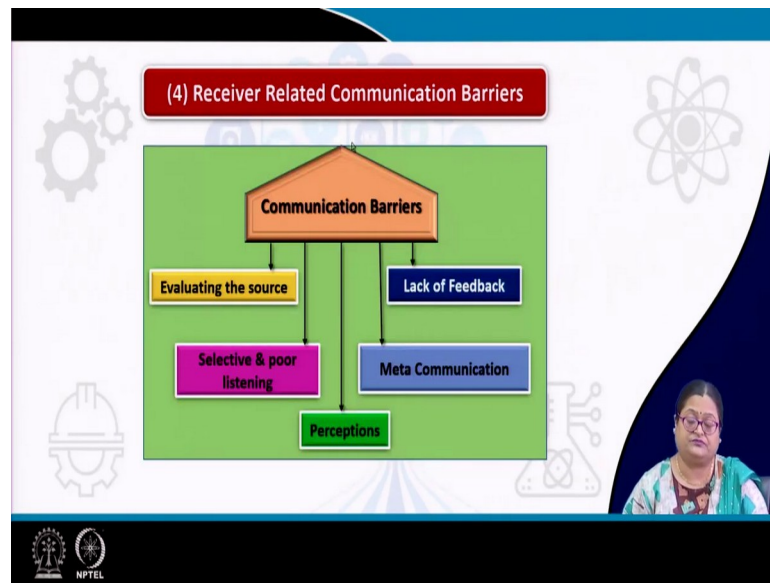 (4) Receiver Related Communication Barriers
Communication Barriers
Evaluating the source
Lack of Feedback
Selective & poor
listening
Meta Communication
Perceptions
NPTEL